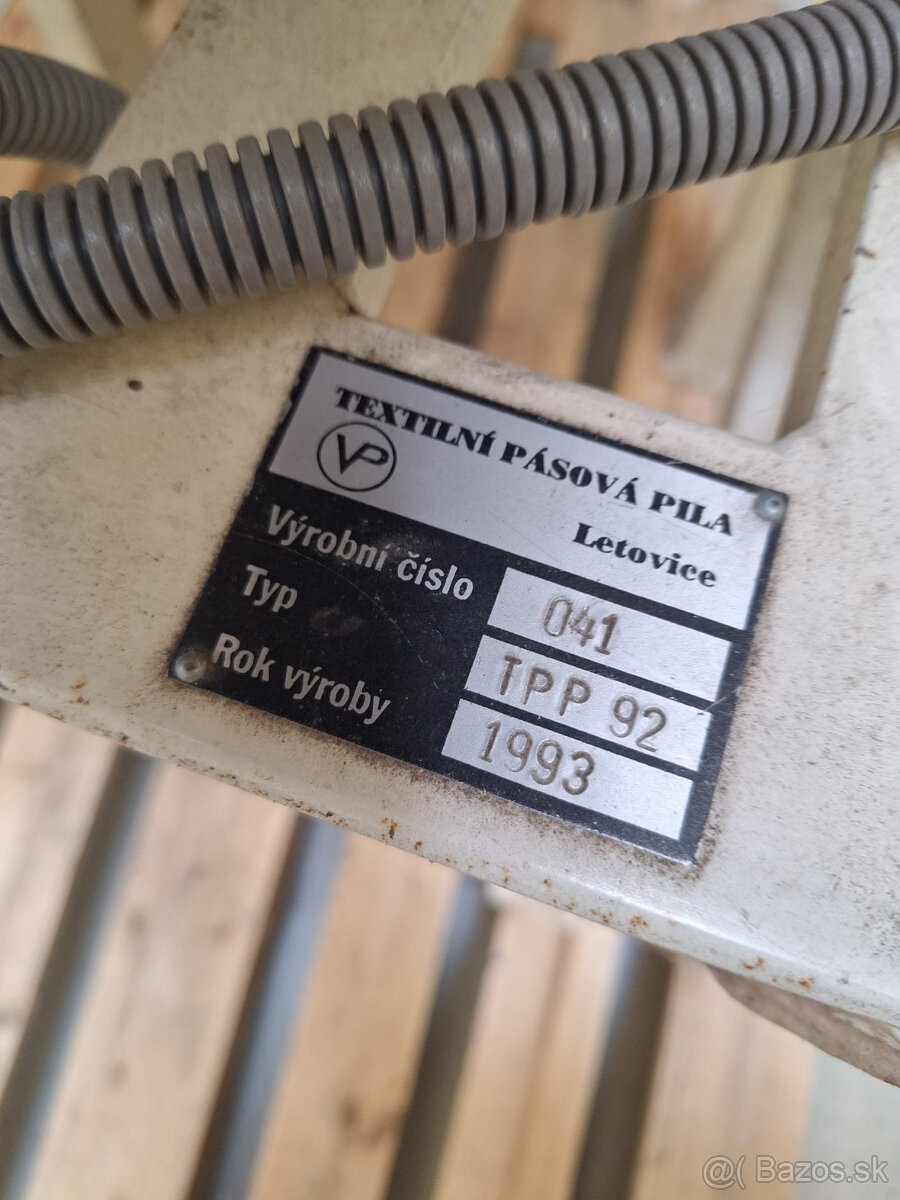 TEXTILNÍ PÁSOVÁ PILA
VP
Letovice
Výrobní číslo 041
Typ TPP 92
Rok výroby 1993
@( Bazos.sk